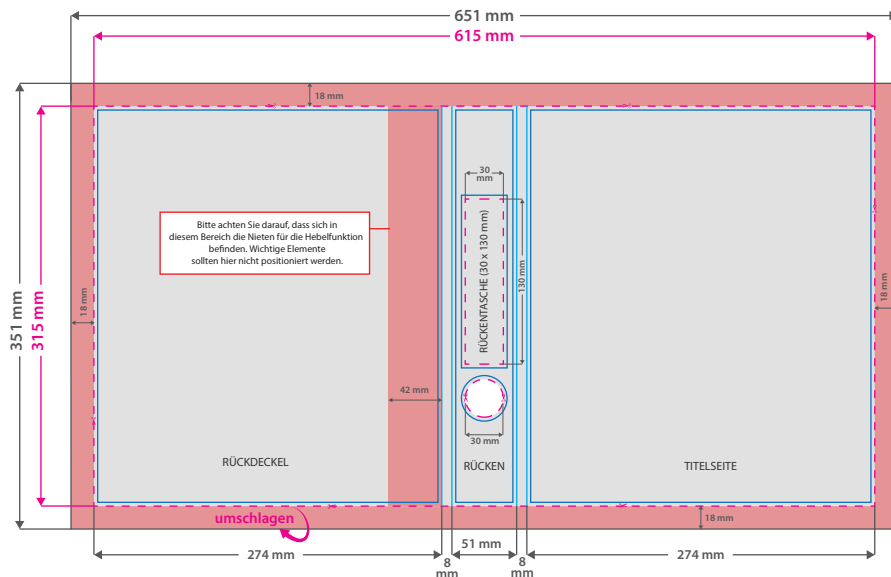 651 mm
615 mm
18 mm
351 mm
315 mm
18 mm
30
mm
Bitte achten Sie darauf, dass sich in
diesem Bereich die Nieten für die Hebelfunktion
befinden. Wichtige Elemente
sollten hier nicht positioniert werden.
RÜCKENTASCHE (30 x 130 mm)
130 mm
18 mm
42 mm
30 mm
RÜCKDECKEL
RÜCKEN
TITELSEITE
umschlagen
18 mm
274 mm
8
mm
51 mm
8
mm
274 mm